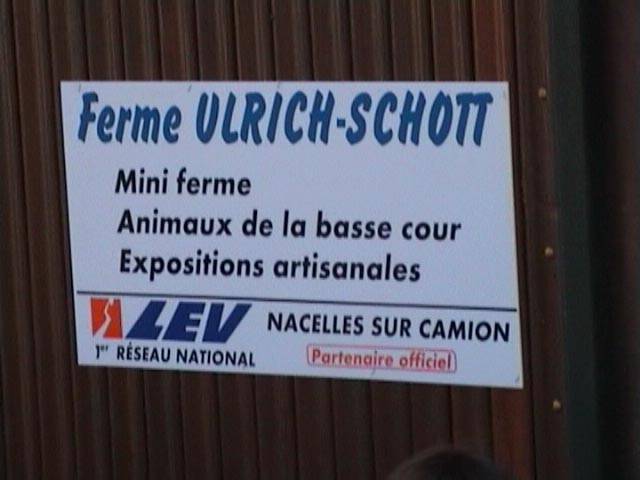 Ferme ULRICH-SCHOTT
Mini ferme
Animaux de la basse cour
Expositions artisanales
LEV NACELLES SUR CAMION
1er RÉSEAU NATIONAL Partenaire officiel